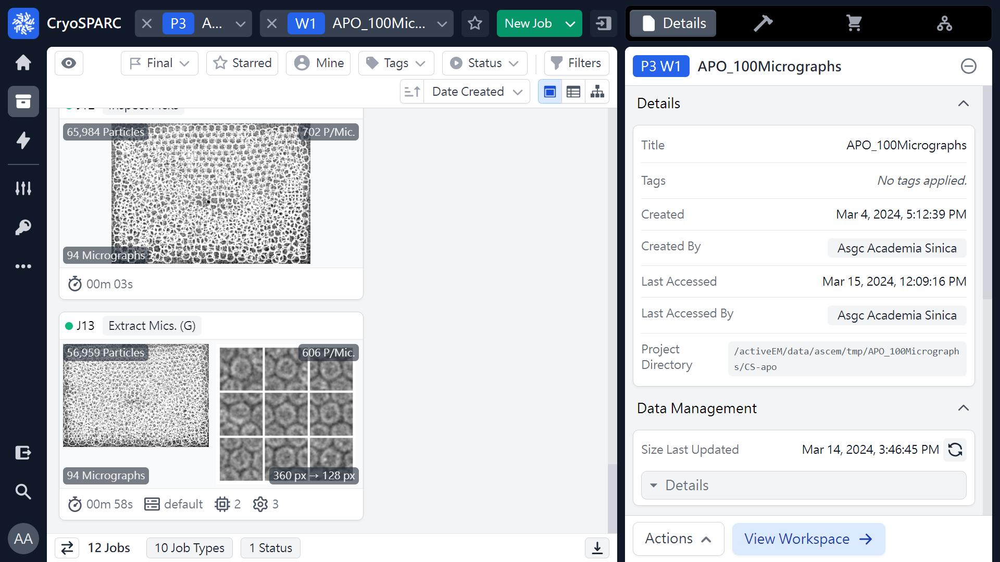 CryoSPARC
P3 A...
W1 APO_100Mic...
New Job
Details
Final
Starred
Mine
Tags
Status
Filters
Date Created
J12 Inspect Picks
65,984 Particles
702 P/Mic.
94 Micrographs
00m 03s
J13 Extract Mics. (G)
56,959 Particles
606 P/Mic.
94 Micrographs
360 px → 128 px
00m 58s default 2 3
12 Jobs
10 Job Types
1 Status
AA
P3 W1 APO_100Micrographs
Details
Title APO_100Micrographs
Tags No tags applied.
Created Mar 4, 2024, 5:12:39 PM
Created By Asgc Academia Sinica
Last Accessed Mar 15, 2024, 12:09:16 PM
Last Accessed By Asgc Academia Sinica
Project Directory
/activeEM/data/ascem/tmp/APO_100Micrograph
s/CS-apo
Data Management
Size Last Updated Mar 14, 2024, 3:46:45 PM
Details
Actions
View Workspace